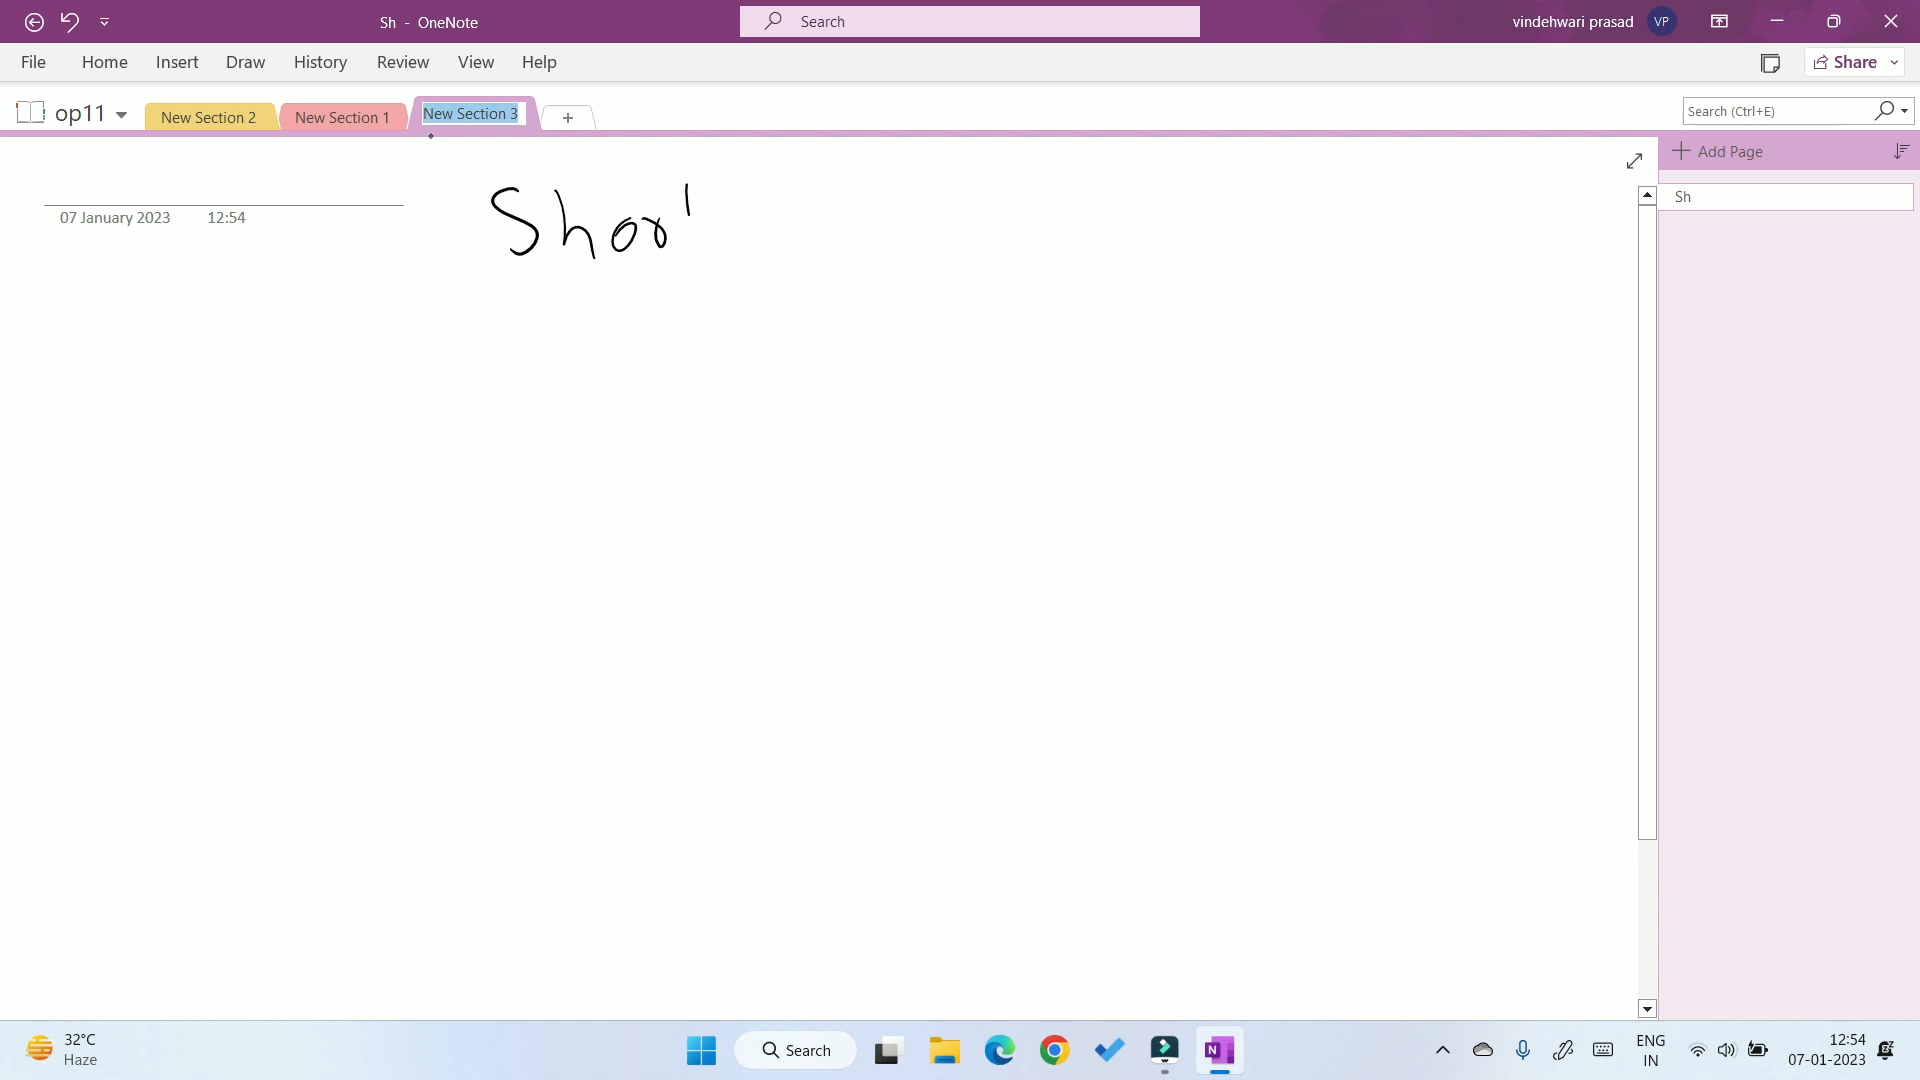 Sh - OneNote
Search
vindehwari prasad VP
File Home Insert Draw History Review View Help
Share
op11 New Section 2 New Section 1 New Section 3 +
Search (Ctrl+E)
Add Page
Sh
07 January 2023 12:54
32°C
Haze
Search
ENG
IN
12:54
07-01-2023